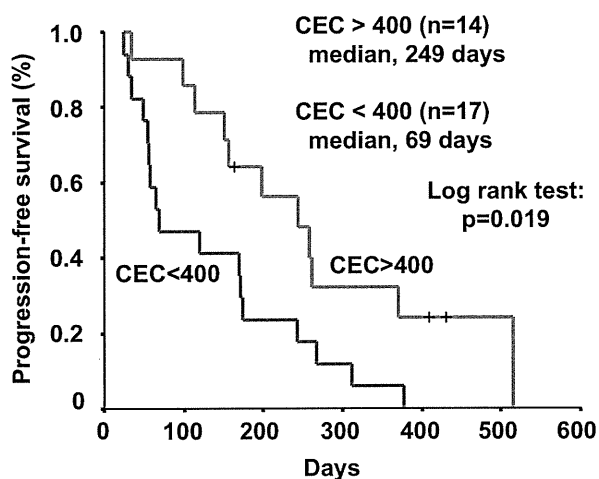 CEC > 400 (n=14)
median, 249 days
CEC < 400 (n=17)
median, 69 days
Log rank test:
p=0.019
CEC>400
CEC<400
Progression-free survival (%)
1.0
0.8
0.6
0.4
0.2
0
0 100 200 300 400 500 600
Days